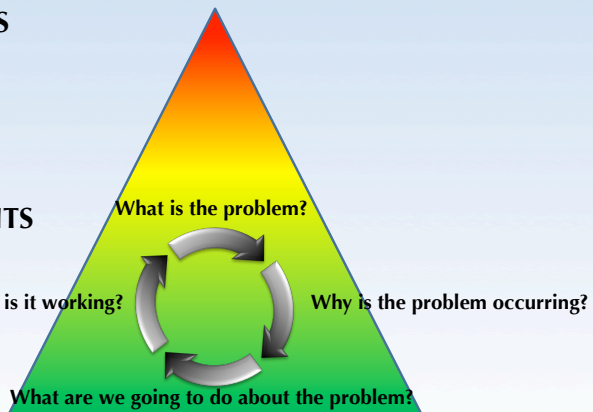 S
What is the problem?
ITS
is it working?
Why is the problem occurring?
What are we going to do about the problem?